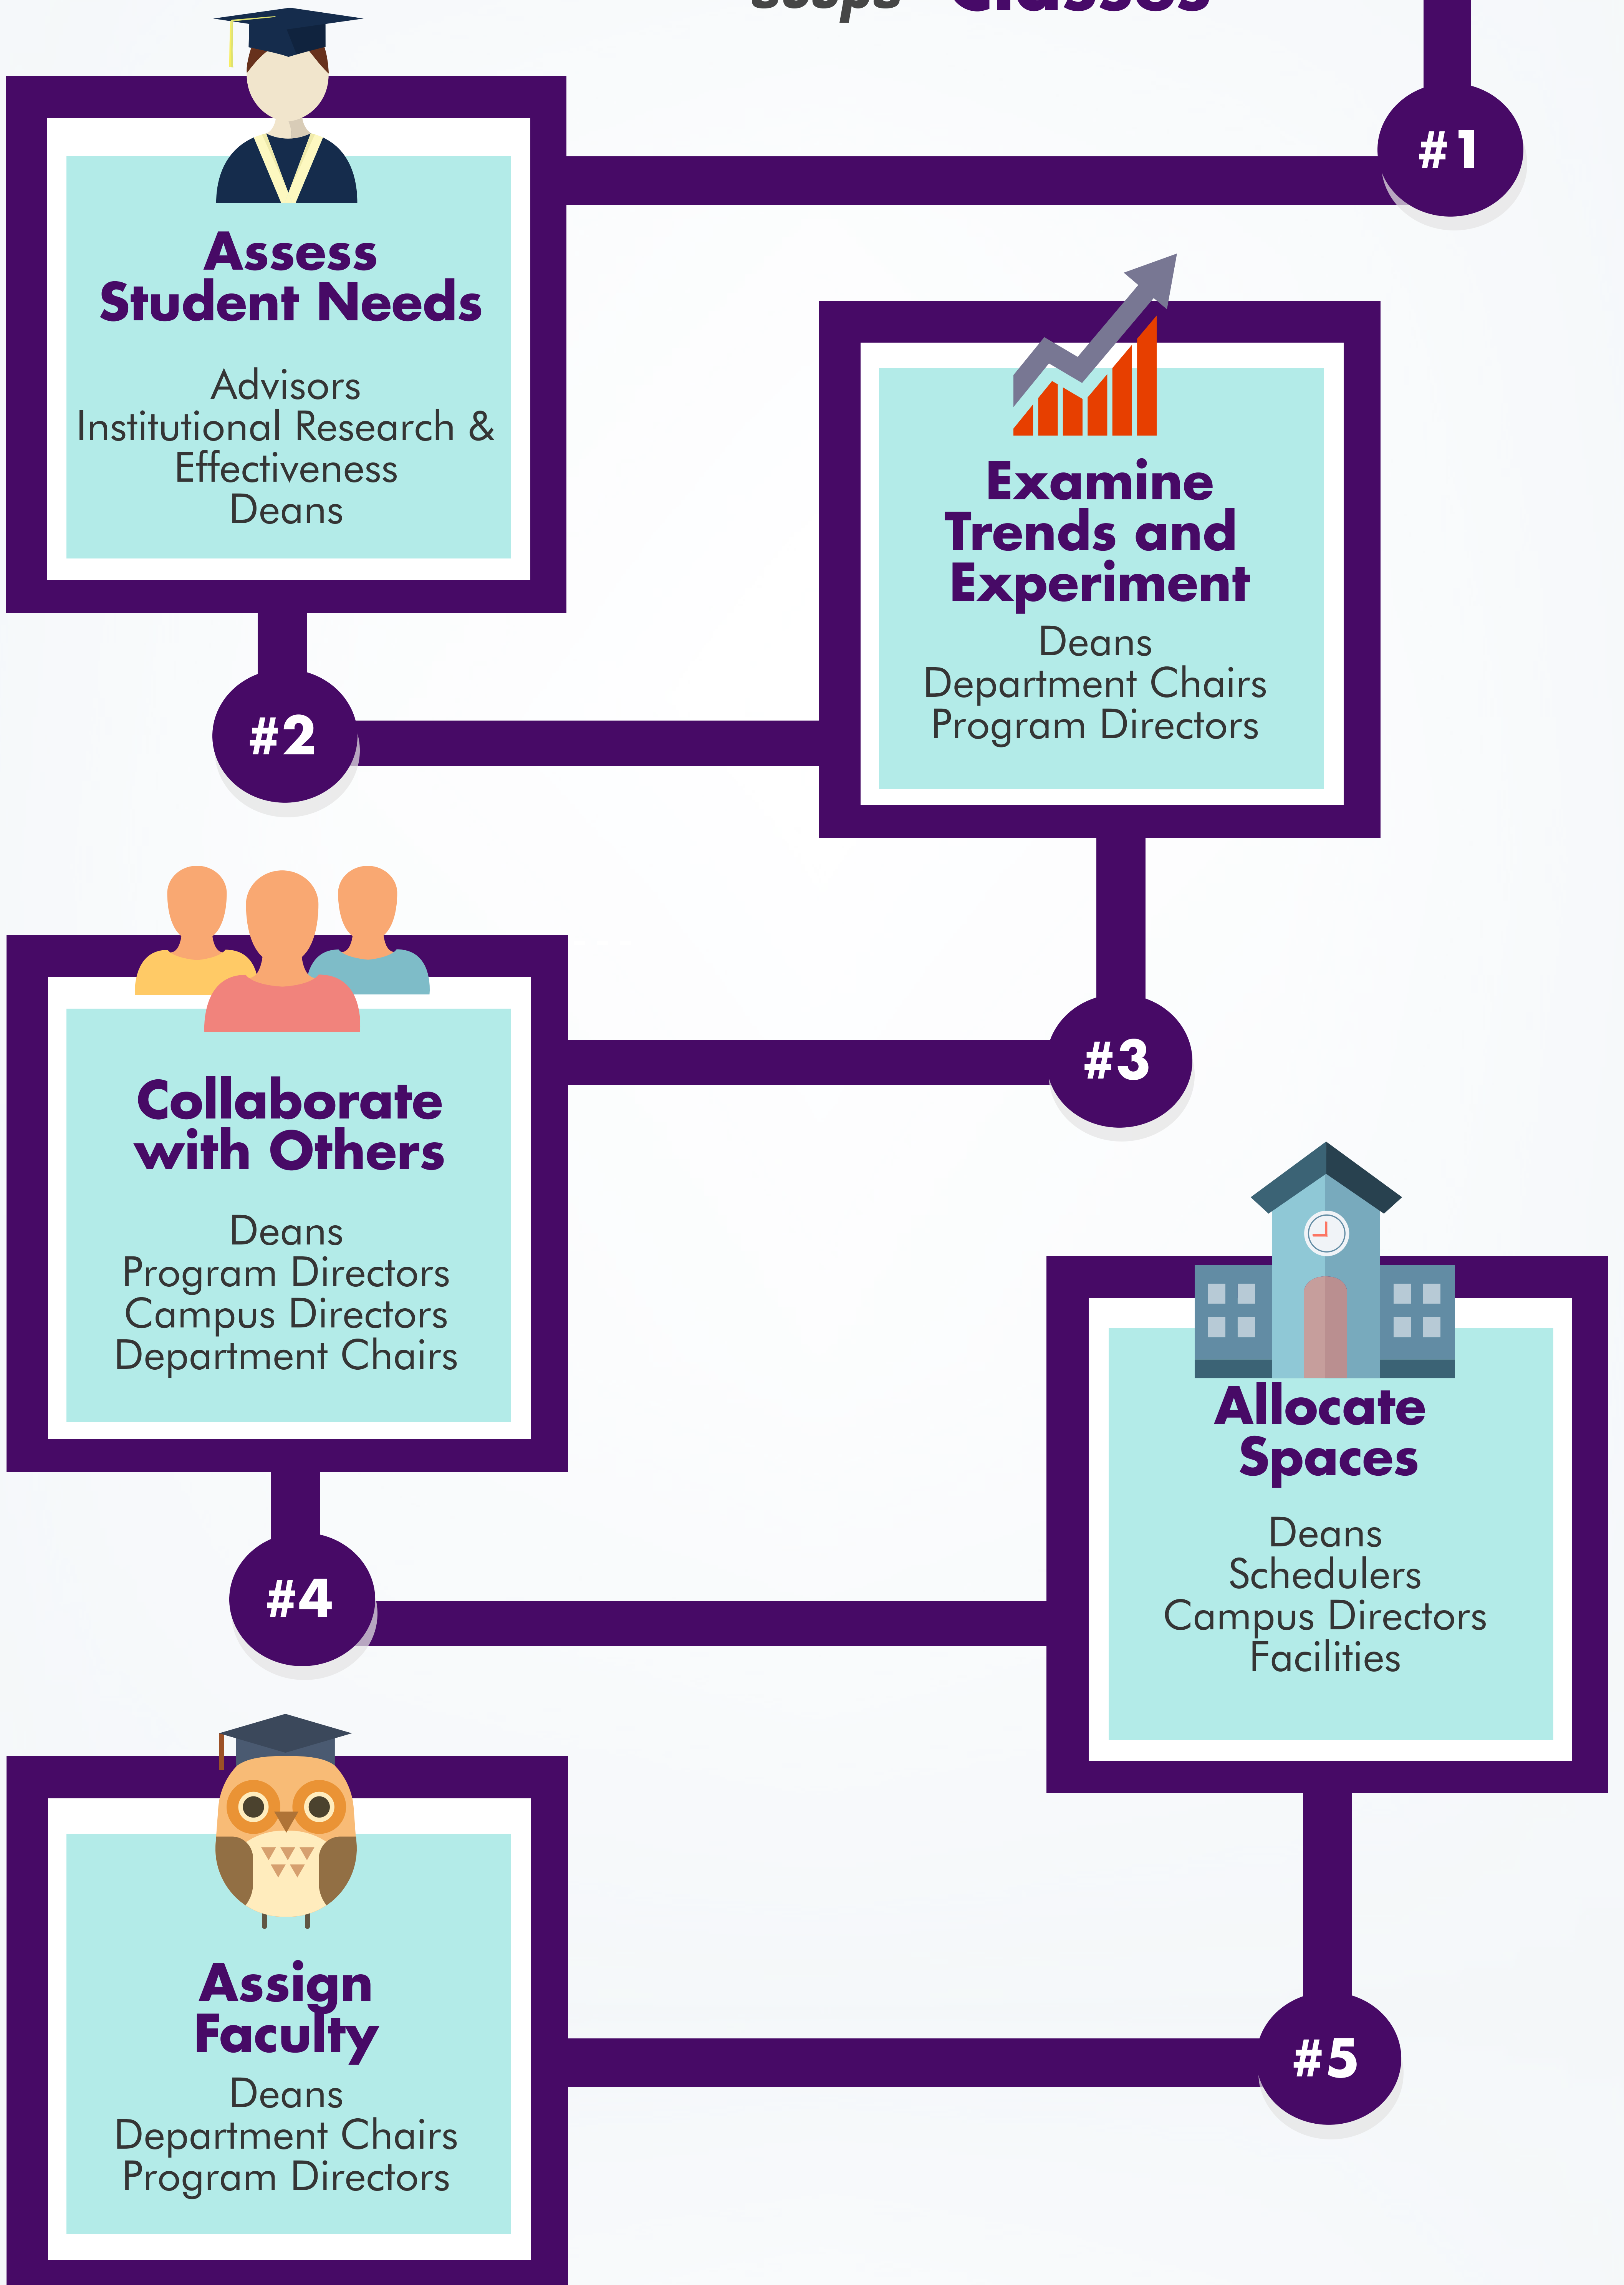 Classes
#1
Assess
Student Needs
Advisors
Institutional Research &
Effectiveness
Deans
#2
Examine
Trends and
Experiment
Deans
Department Chairs
Program Directors
#3
Collaborate
with Others
Deans
Program Directors
Campus Directors
Department Chairs
#4
Allocate
Spaces
Deans
Schedulers
Campus Directors
Facilities
#5
Assign
Faculty
Deans
Department Chairs
Program Directors